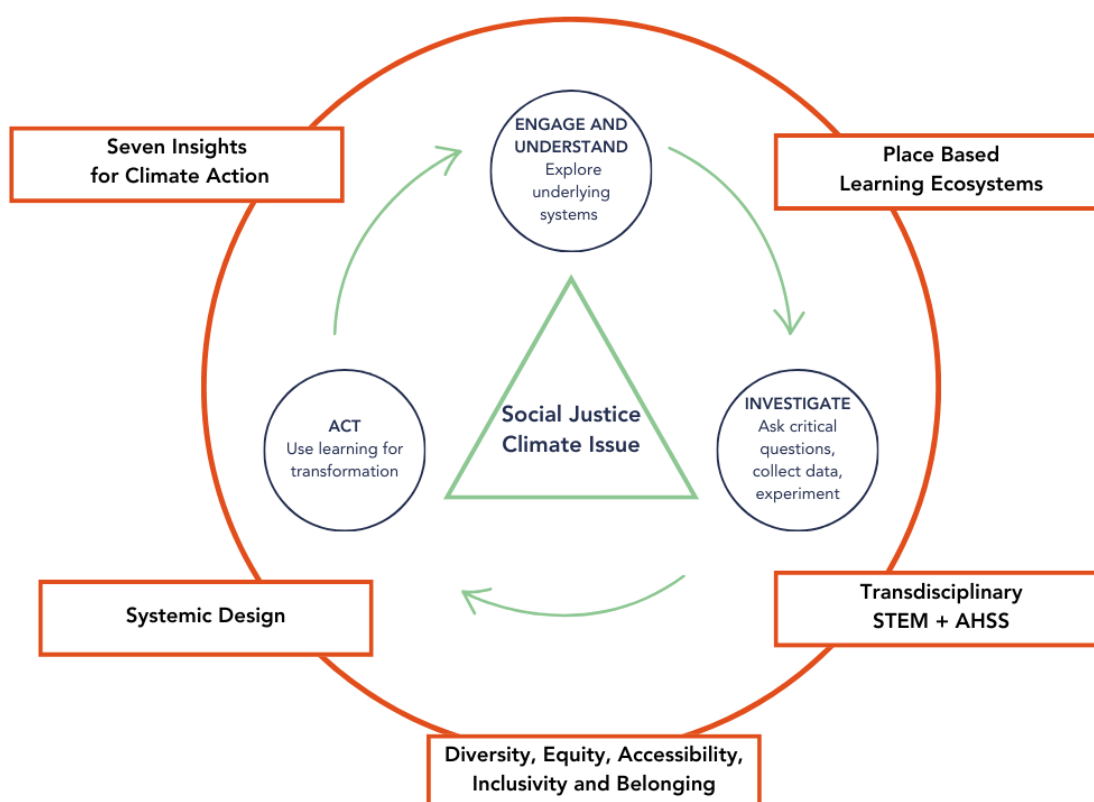 ENGAGE AND
UNDERSTAND
Explore
underlying
systems
Seven Insights
for Climate Action
Place Based
Learning Ecosystems
Social Justice
Climate Issue
ACT
Use learning for
transformation
INVESTIGATE
Ask critical
questions,
collect data,
experiment
Systemic Design
Transdisciplinary
STEM + AHSS
Diversity, Equity, Accessibility,
Inclusivity and Belonging